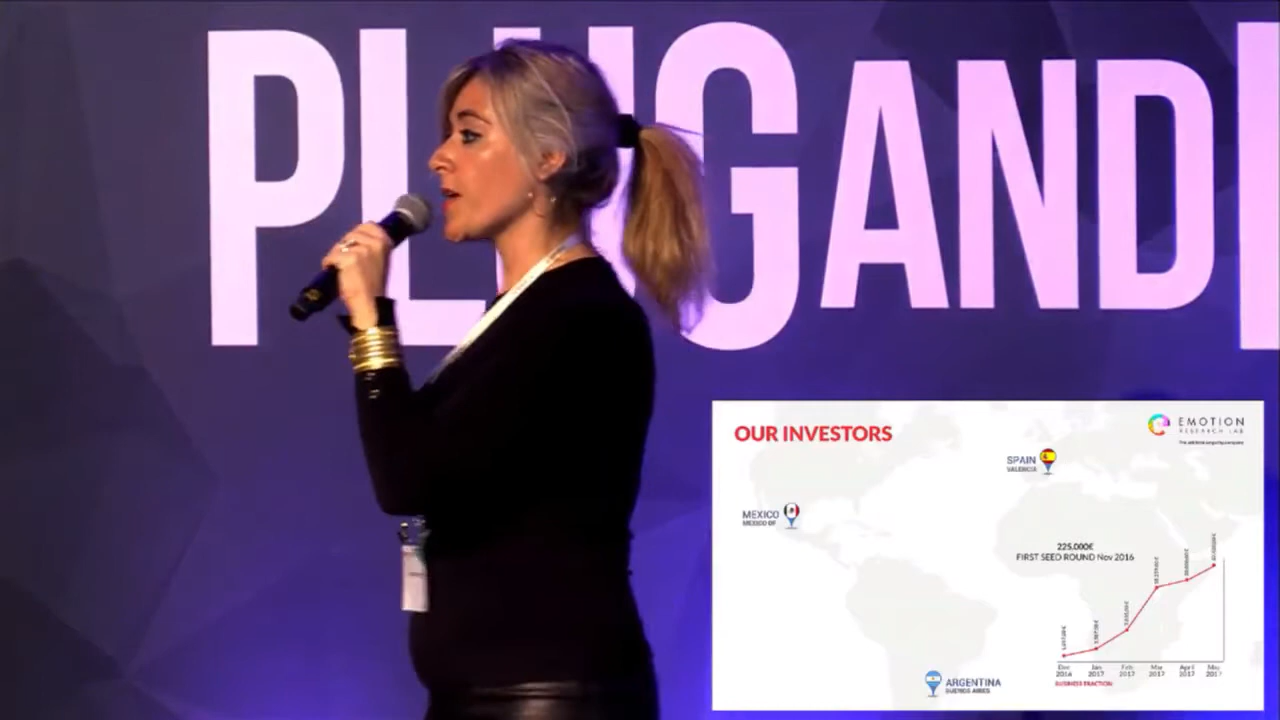 PLUG AND
OUR INVESTORS
EMOTION
RESEARCH LAB
SPAIN
VALENCIA
MEXICO
MEXICO DF
225.000€
FIRST SEED ROUND Nov 2016
Dec Jan Feb Mar April May
2016 2017 2017 2017 2017 2017
BUSINESS TRACTION
ARGENTINA
BUENOS AIRES